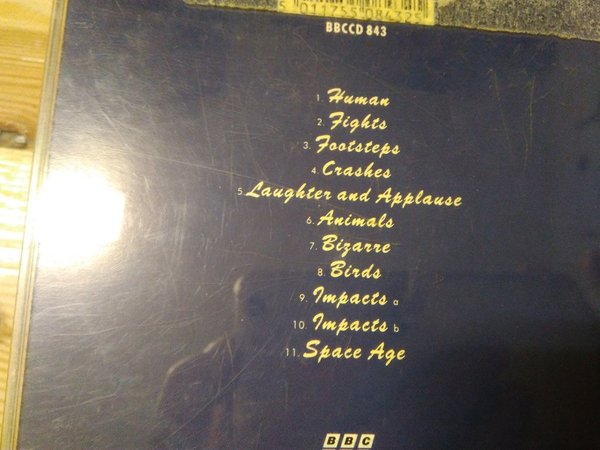 BBCCD 843
1. Human
2. Fights
3. Footsteps
4. Crashes
5. Laughter and Applause
6. Animals
7. Bizarre
8. Birds
9. Impacts a
10. Impacts b
11. Space Age
BBC